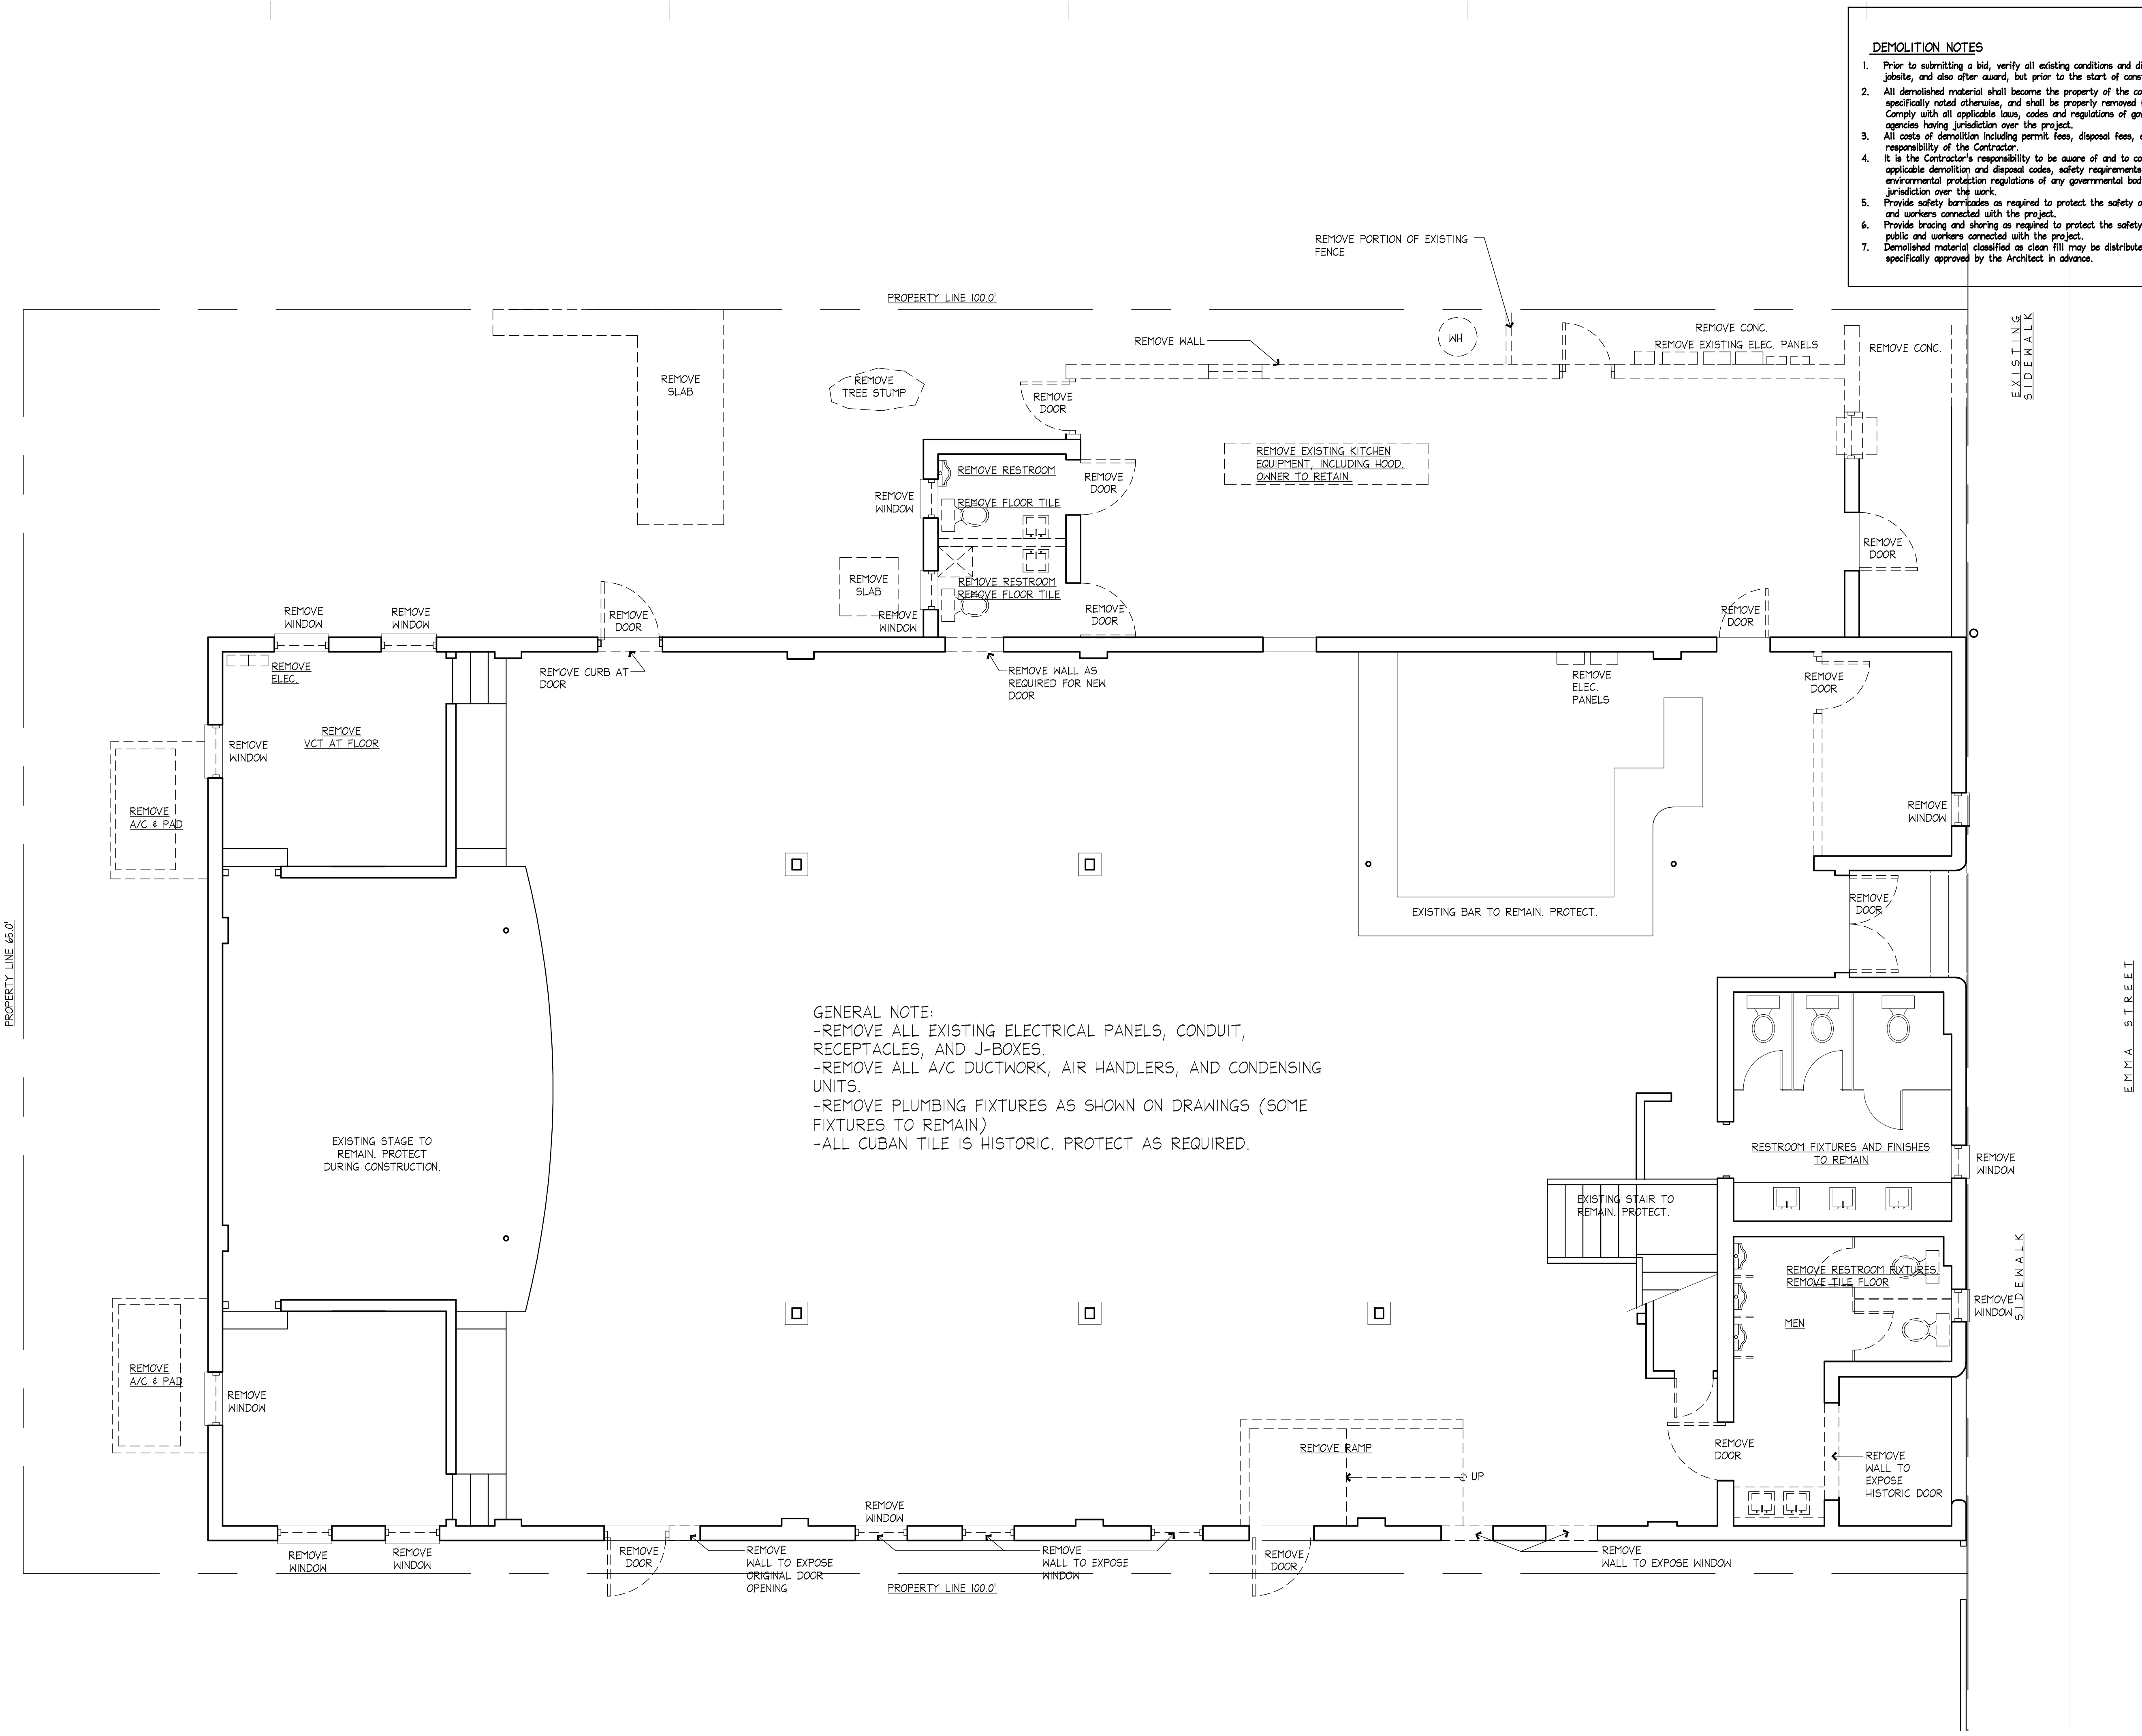 DEMOLITION NOTES
1. Prior to submitting a bid, verify all existing conditions and
jobsite, and also after award, but prior to the start of
2. All demolished material shall become the property of the
specifically noted otherwise, and shall be properly removed
Comply with all applicable laws, codes and regulations of
agencies having jurisdiction over the project.
3. All costs of demolition including permit fees, disposal fees,
responsibility of the Contractor.
4. It is the Contractor's responsibility to be aware of and to
applicable demolition and disposal codes, safety requirements
environmental protection regulations of any governmental
jurisdiction over the work.
5. Provide safety barricades as required to protect the safety
and workers connected with the project.
6. Provide bracing and shoring as required to protect the safety
public and workers connected with the project.
7. Demolished material classified as clean fill may be
specifically approved by the Architect in advance.
REMOVE PORTION OF EXISTING
FENCE
PROPERTY LINE 100.0'
EXISTING
SIDEWALK
REMOVE WALL
WH
REMOVE CONC.
REMOVE EXISTING ELEC. PANELS
REMOVE CONC.
REMOVE
SLAB
REMOVE
TREE STUMP
REMOVE
DOOR
REMOVE EXISTING KITCHEN
EQUIPMENT, INCLUDING HOOD.
OWNER TO RETAIN.
REMOVE RESTROOM
REMOVE
DOOR
REMOVE
WINDOW
REMOVE FLOOR TILE
REMOVE
DOOR
REMOVE
SLAB
REMOVE RESTROOM
REMOVE FLOOR TILE
REMOVE
WINDOW
REMOVE
DOOR
REMOVE
WINDOW
REMOVE
WINDOW
REMOVE
DOOR
REMOVE
DOOR
REMOVE
ELEC.
REMOVE CURB AT
DOOR
REMOVE WALL AS
REQUIRED FOR NEW
DOOR
REMOVE
ELEC.
PANELS
REMOVE
DOOR
REMOVE
VCT AT FLOOR
REMOVE
WINDOW
REMOVE
A/C & PAD
REMOVE
WINDOW
REMOVE
DOOR
EXISTING BAR TO REMAIN. PROTECT.
PROPERTY LINE 65.0'
EMMA STREET
GENERAL NOTE:
-REMOVE ALL EXISTING ELECTRICAL PANELS, CONDUIT,
RECEPTACLES, AND J-BOXES.
-REMOVE ALL A/C DUCTWORK, AIR HANDLERS, AND CONDENSING
UNITS.
-REMOVE PLUMBING FIXTURES AS SHOWN ON DRAWINGS (SOME
FIXTURES TO REMAIN)
-ALL CUBAN TILE IS HISTORIC. PROTECT AS REQUIRED.
EXISTING STAGE TO
REMAIN. PROTECT
DURING CONSTRUCTION.
RESTROOM FIXTURES AND FINISHES
TO REMAIN
REMOVE
WINDOW
EXISTING STAIR TO
REMAIN. PROTECT.
SIDEWALK
REMOVE RESTROOM FIXTURES.
REMOVE TILE FLOOR
REMOVE
WINDOW
MEN
REMOVE
A/C & PAD
REMOVE
WINDOW
REMOVE RAMP
UP
REMOVE
DOOR
REMOVE
WALL TO
EXPOSE
HISTORIC DOOR
REMOVE
WINDOW
REMOVE
WINDOW
REMOVE
WINDOW
REMOVE
DOOR
REMOVE
WALL TO EXPOSE
ORIGINAL DOOR
OPENING
REMOVE
WALL TO EXPOSE
WINDOW
REMOVE
DOOR
REMOVE
WALL TO EXPOSE WINDOW
PROPERTY LINE 100.0'